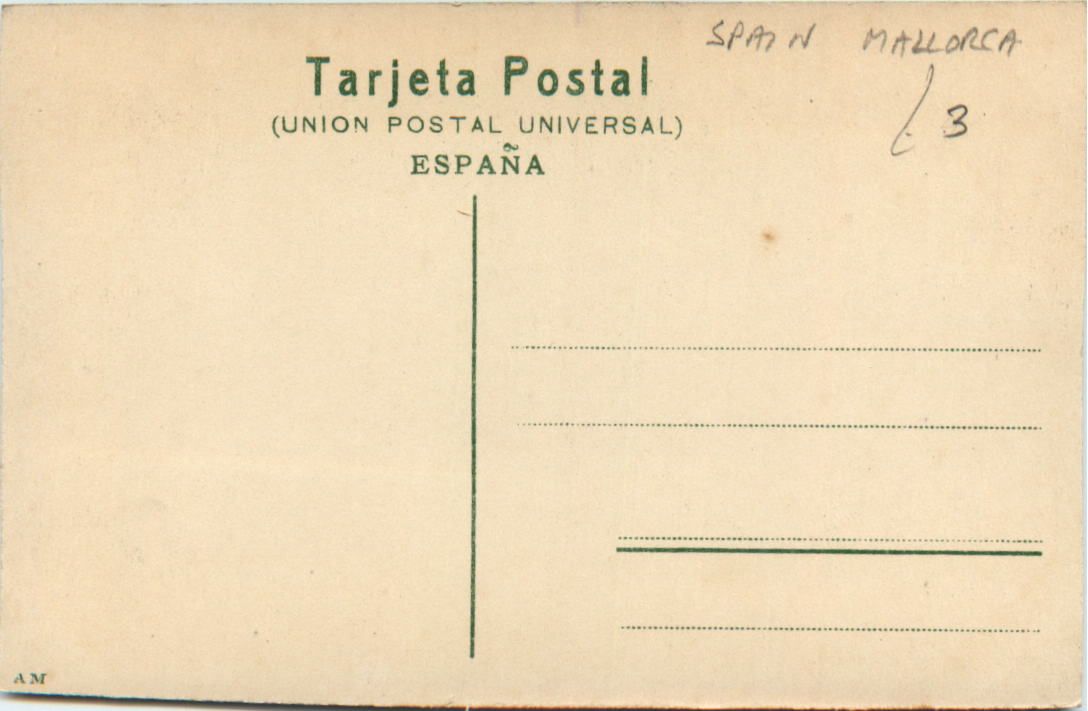 SPAIN MALLORCA
Tarjeta Postal
(UNION POSTAL UNIVERSAL)
3
ESPAÑA
AM